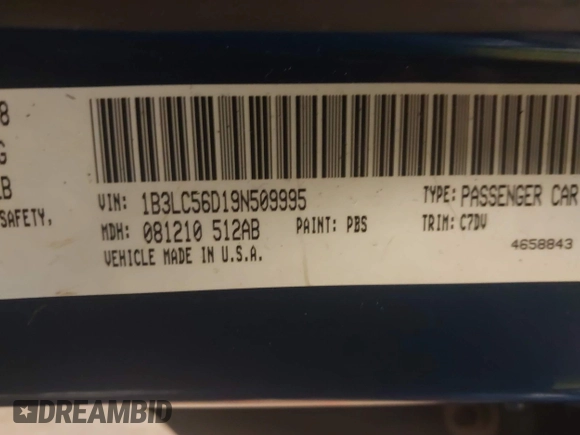 8
G
LB
SAFETY,
VIN: 1B3LC56D19N509995 TYPE: PASSENGER CAR
MDH: 081210 512AB PAINT: PBS TRIM: C7DV
VEHICLE MADE IN U.S.A. 4658843
DREAMBID